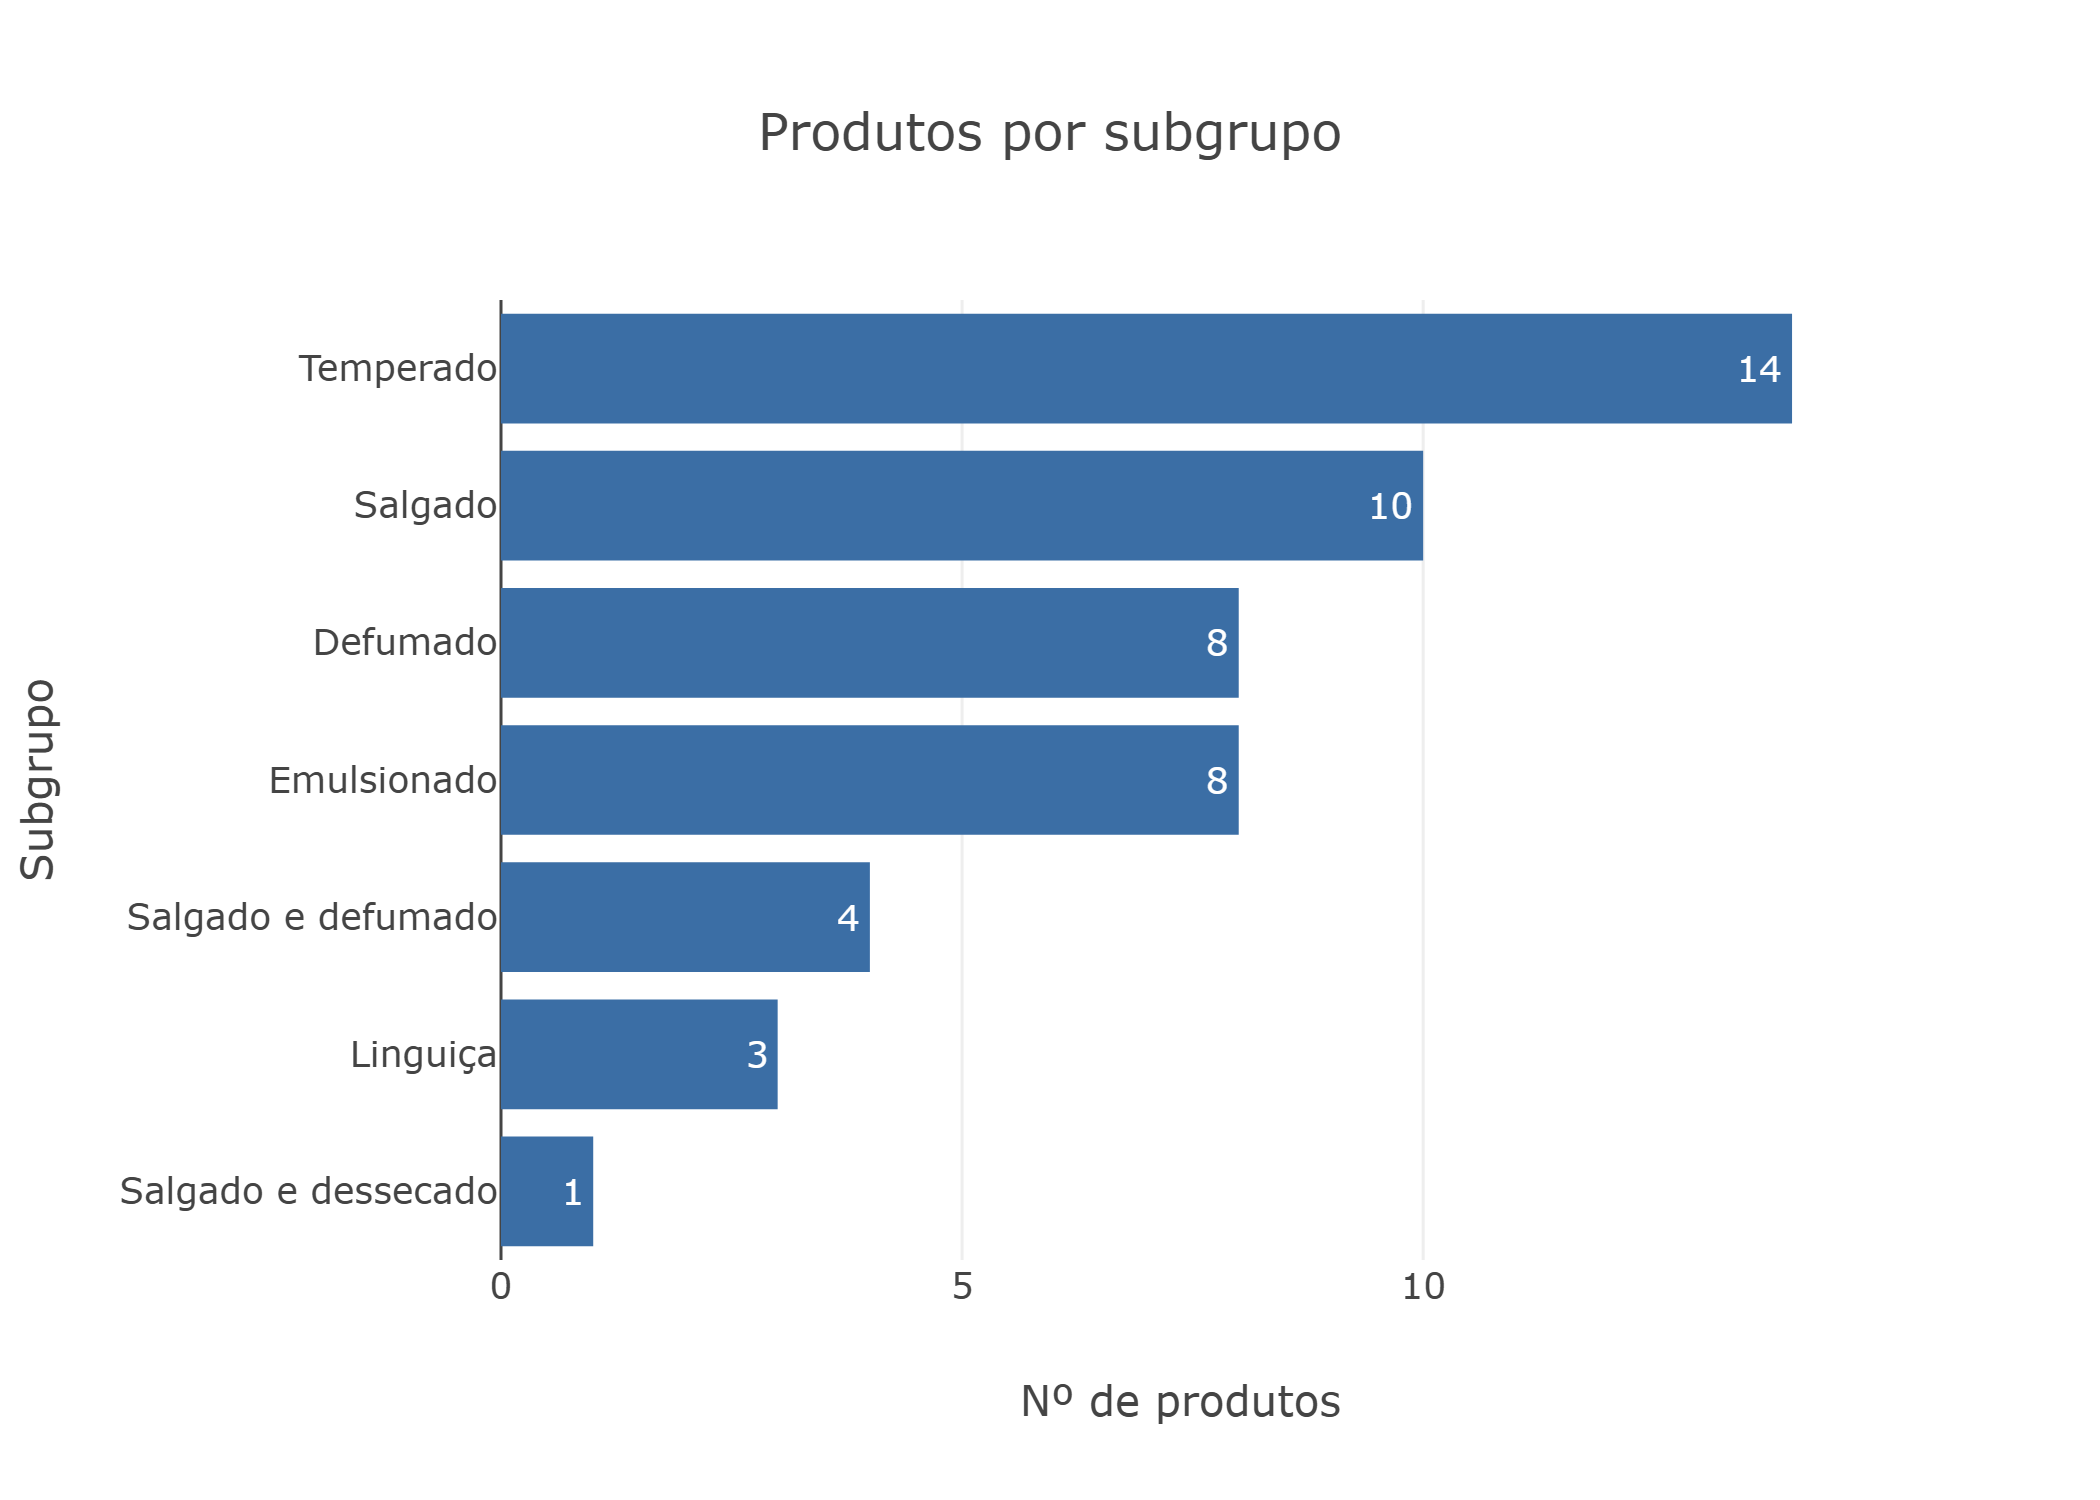 Produtos por subgrupo
Subgrupo
Temperado 14
Salgado 10
Defumado 8
Emulsionado 8
Salgado e defumado 4
Linguiça 3
Salgado e dessecado 1
0 5 10
Nº de produtos